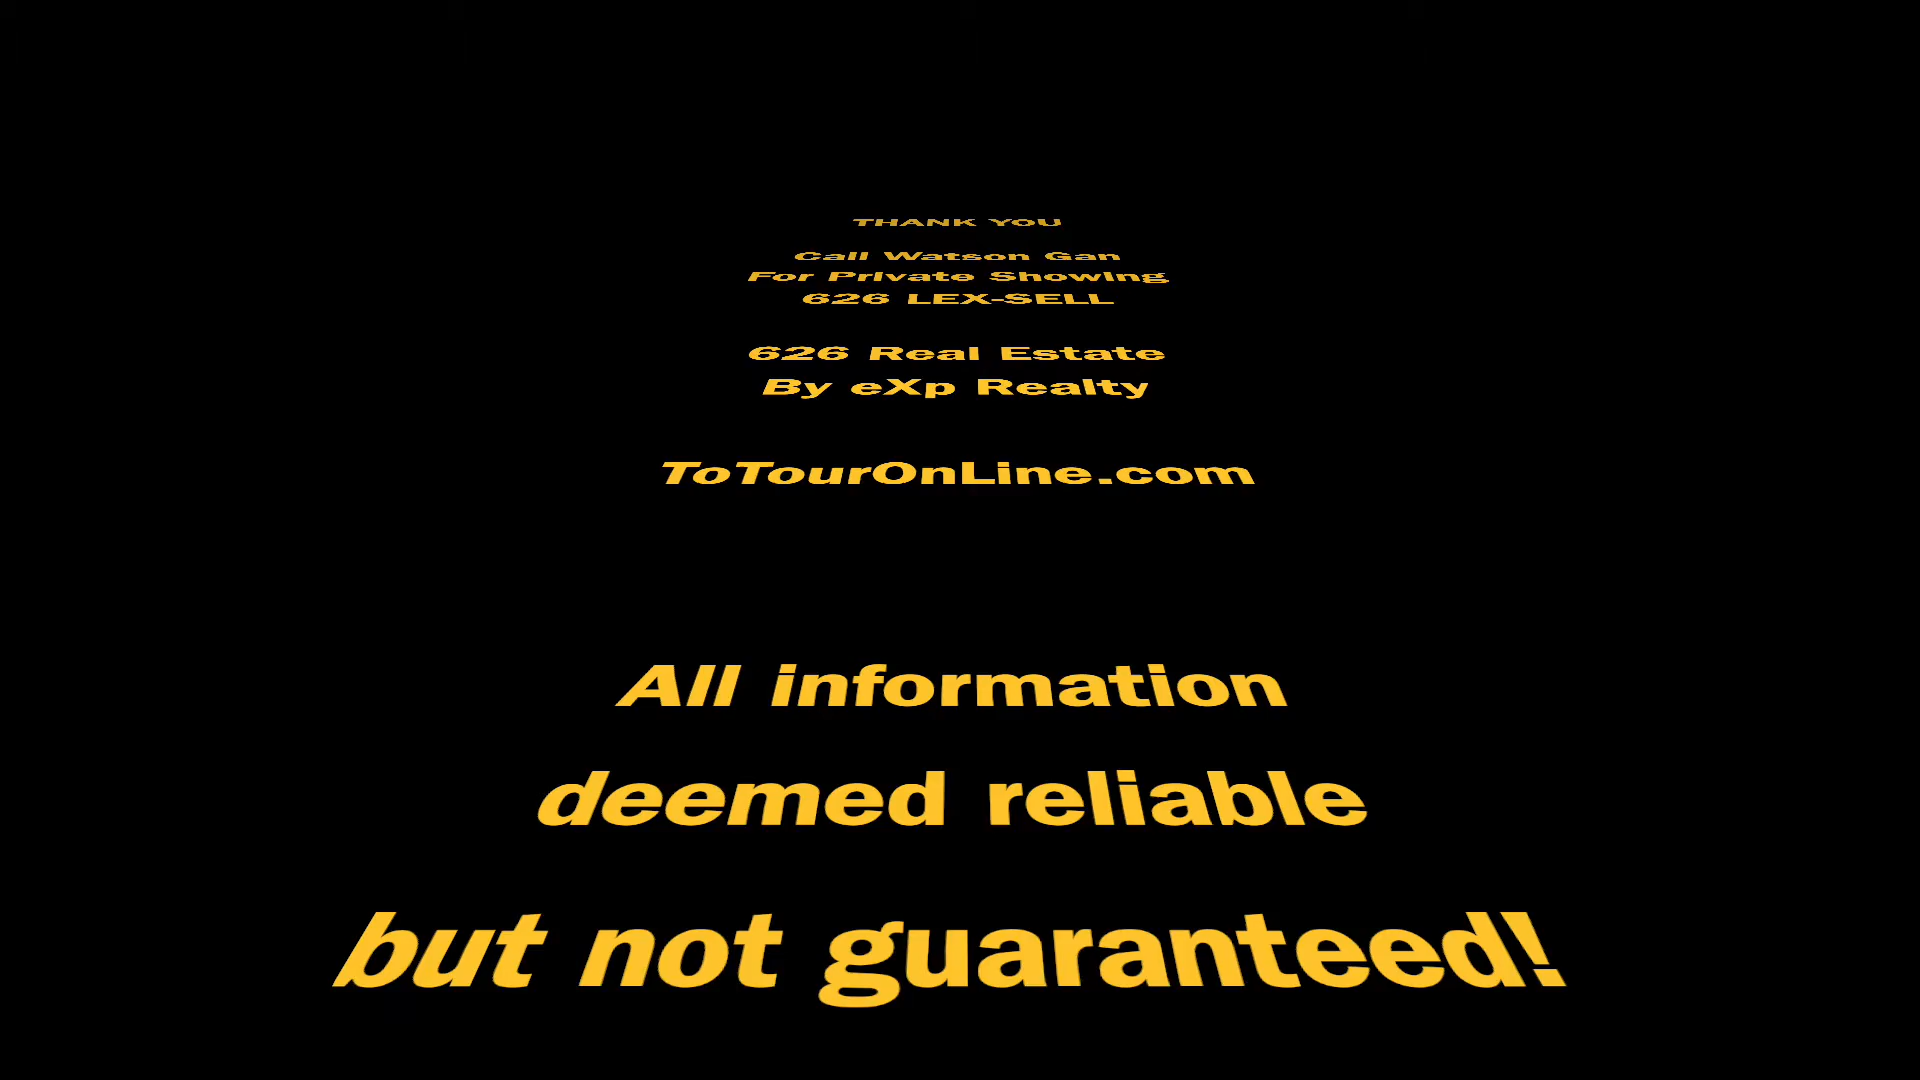 THANK YOU
Call Watson Gan
For Private Showing
626 LEX-SELL
626 Real Estate
By eXp Realty
ToTourOnLine.com
All information
deemed reliable
but not guaranteed!